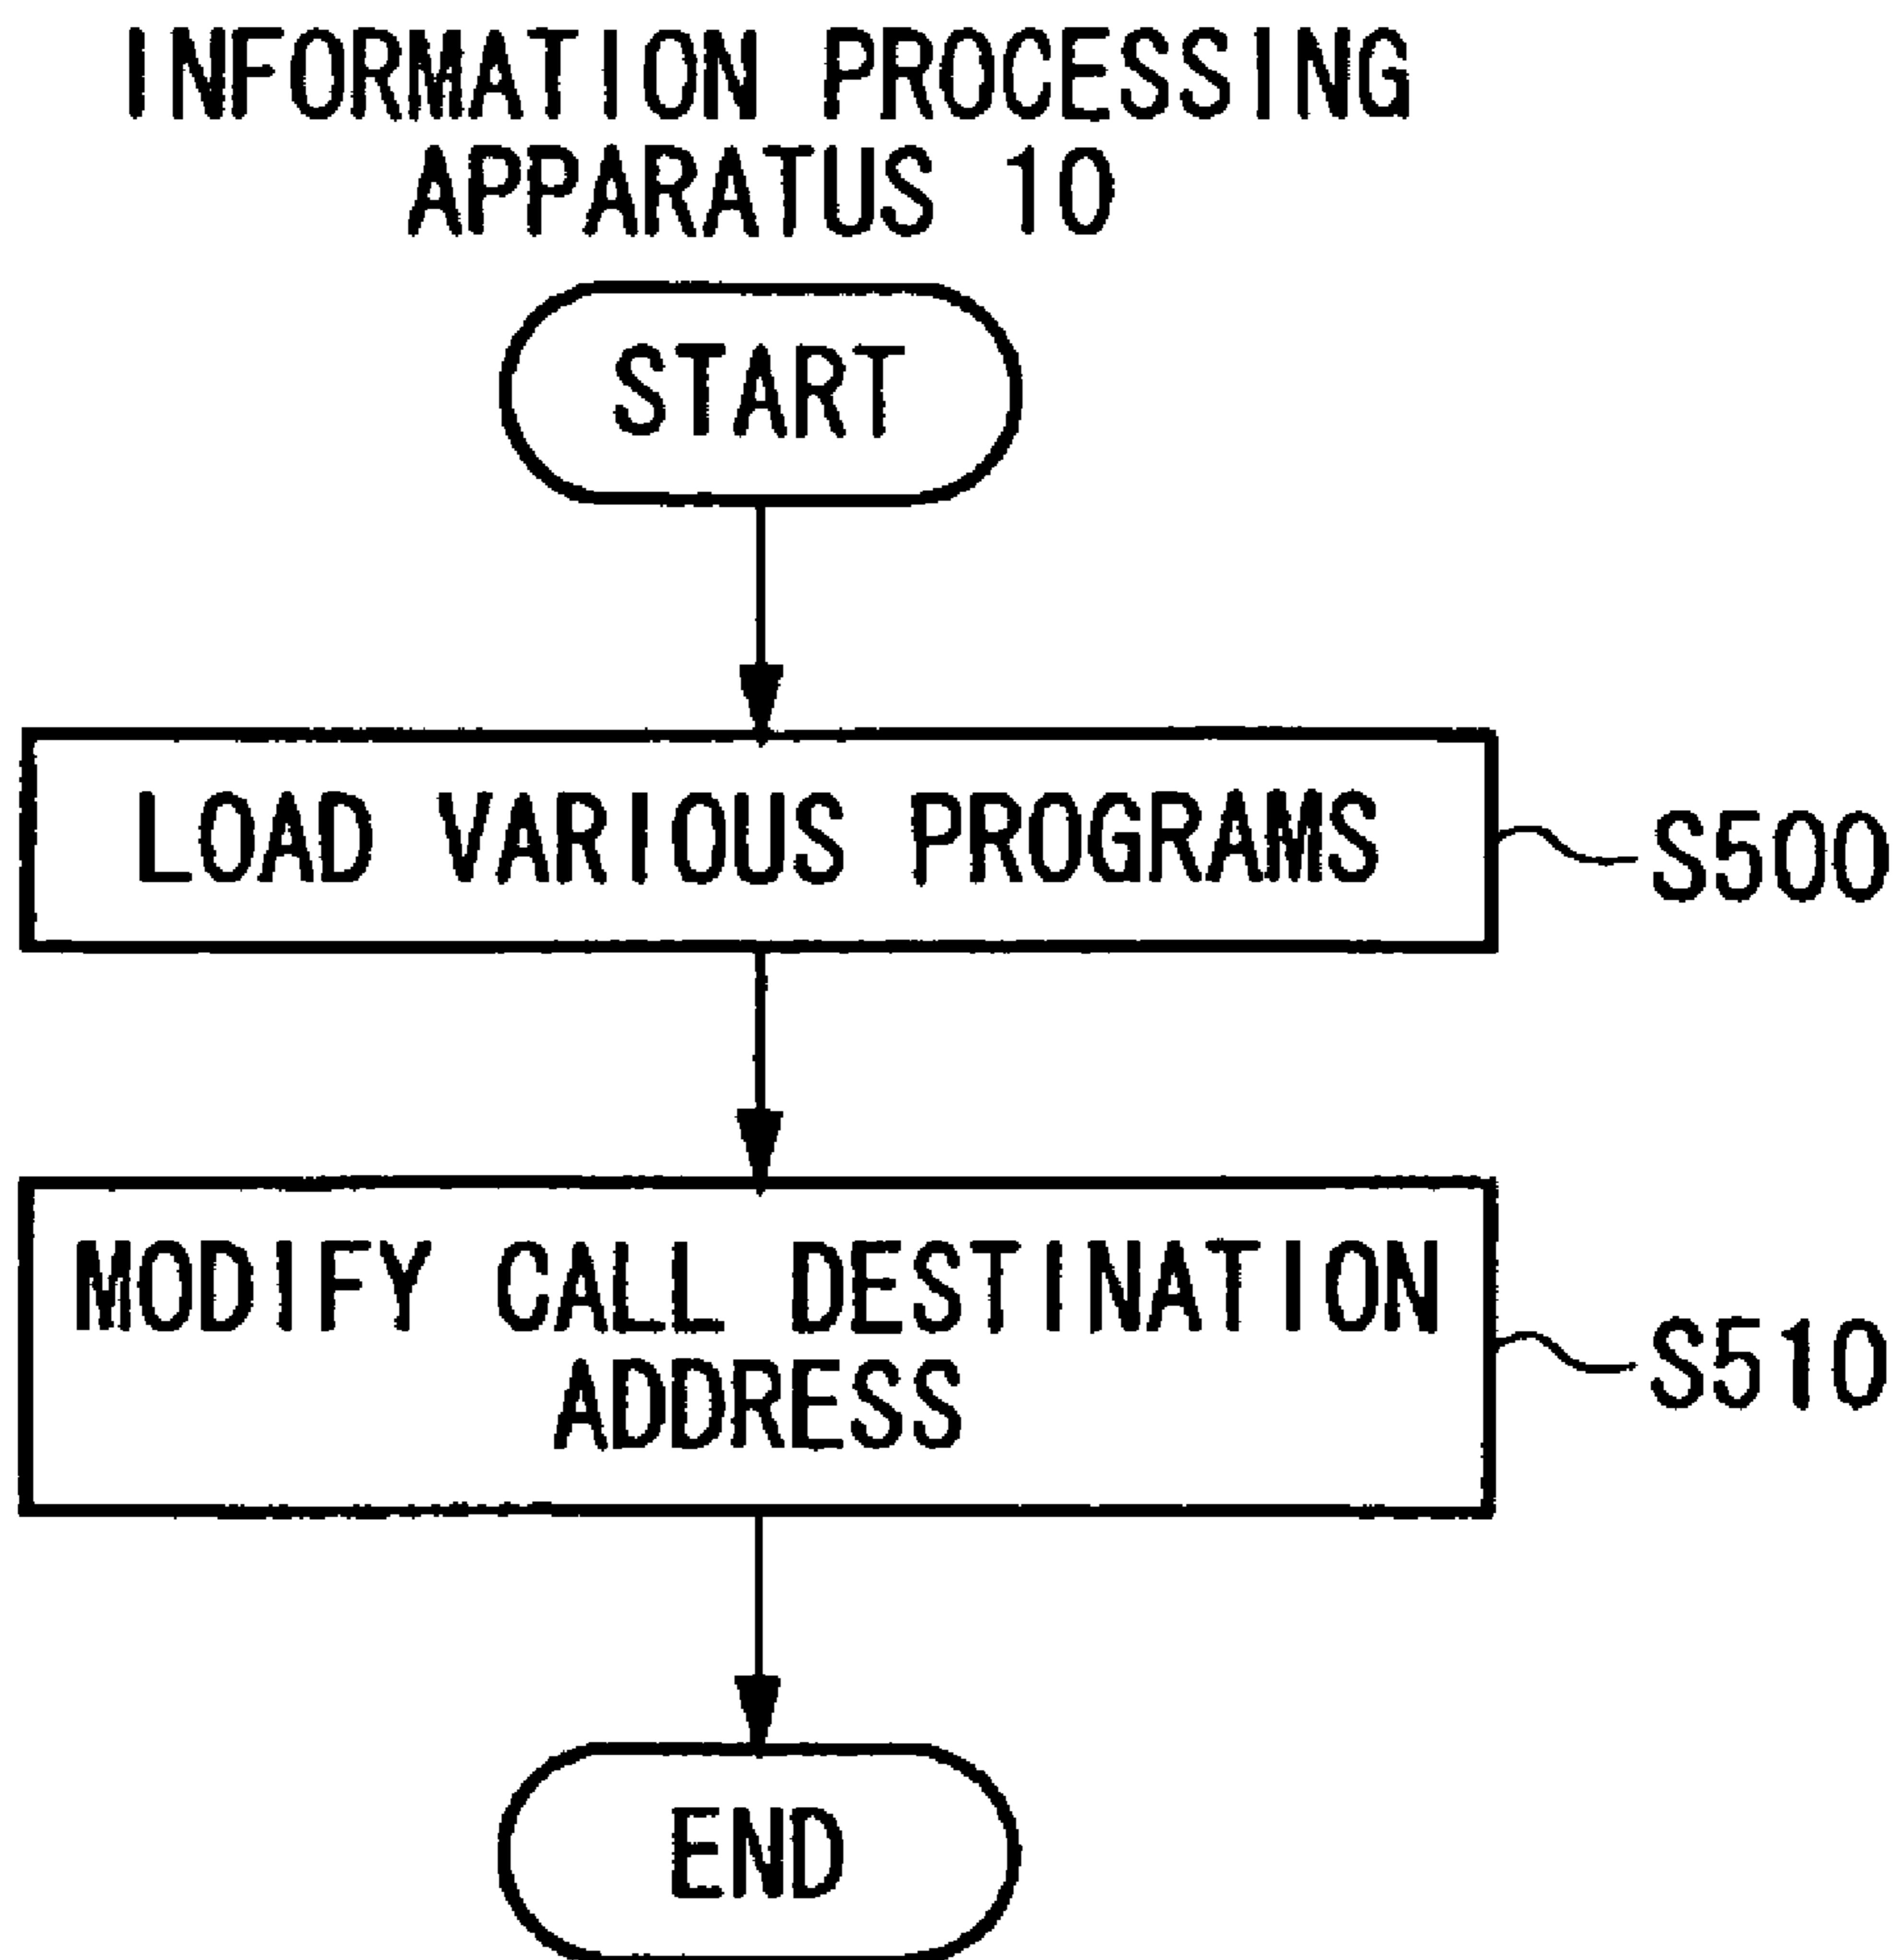 INFORMATION PROCESSING
APPARATUS 10
START
LOAD VARIOUS PROGRAMS
S500
MODIFY CALL DESTINATION
ADDRESS
S510
END